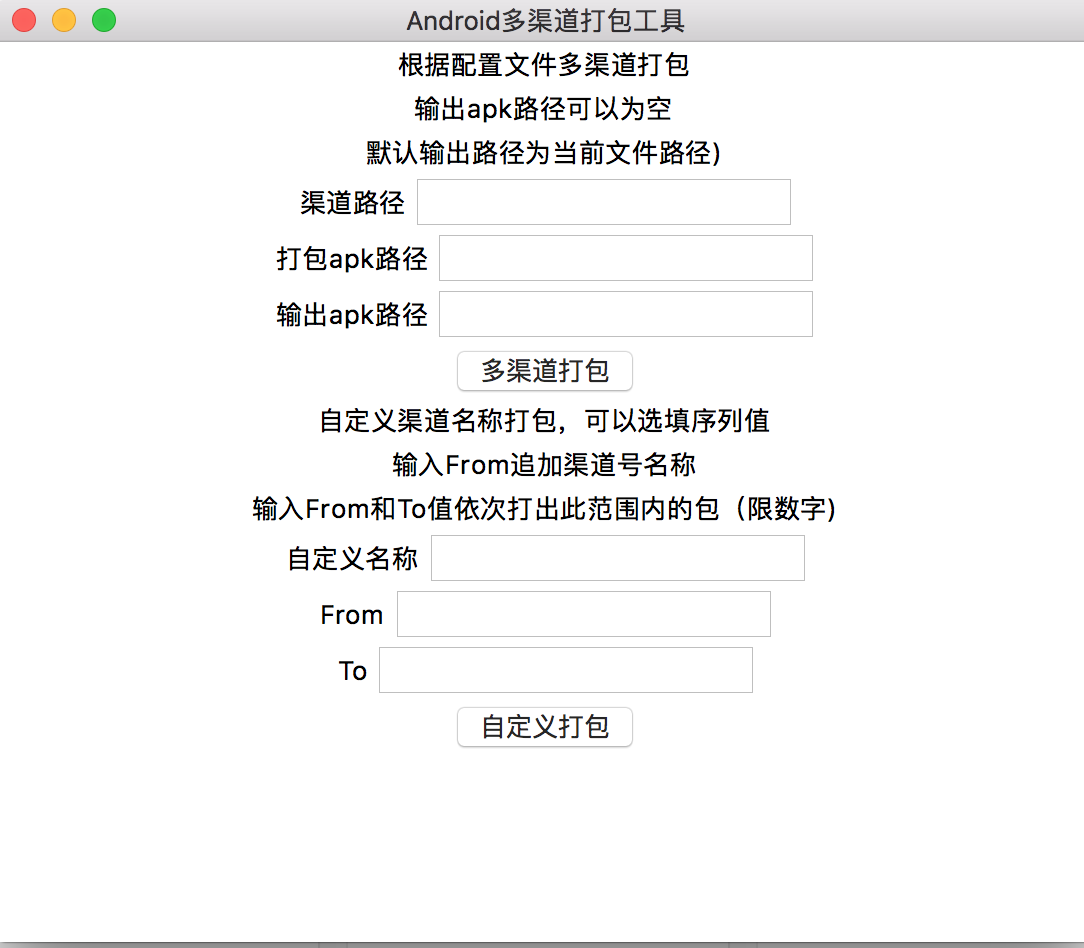 Android多渠道打包工具
根据配置文件多渠道打包
输出apk路径可以为空
默认输出路径为当前文件路径)
渠道路径
打包apk路径
输出apk路径
多渠道打包
自定义渠道名称打包，可以选填序列值
输入From追加渠道号名称
输入From和To值依次打出此范围内的包（限数字)
自定义名称
From
To
自定义打包